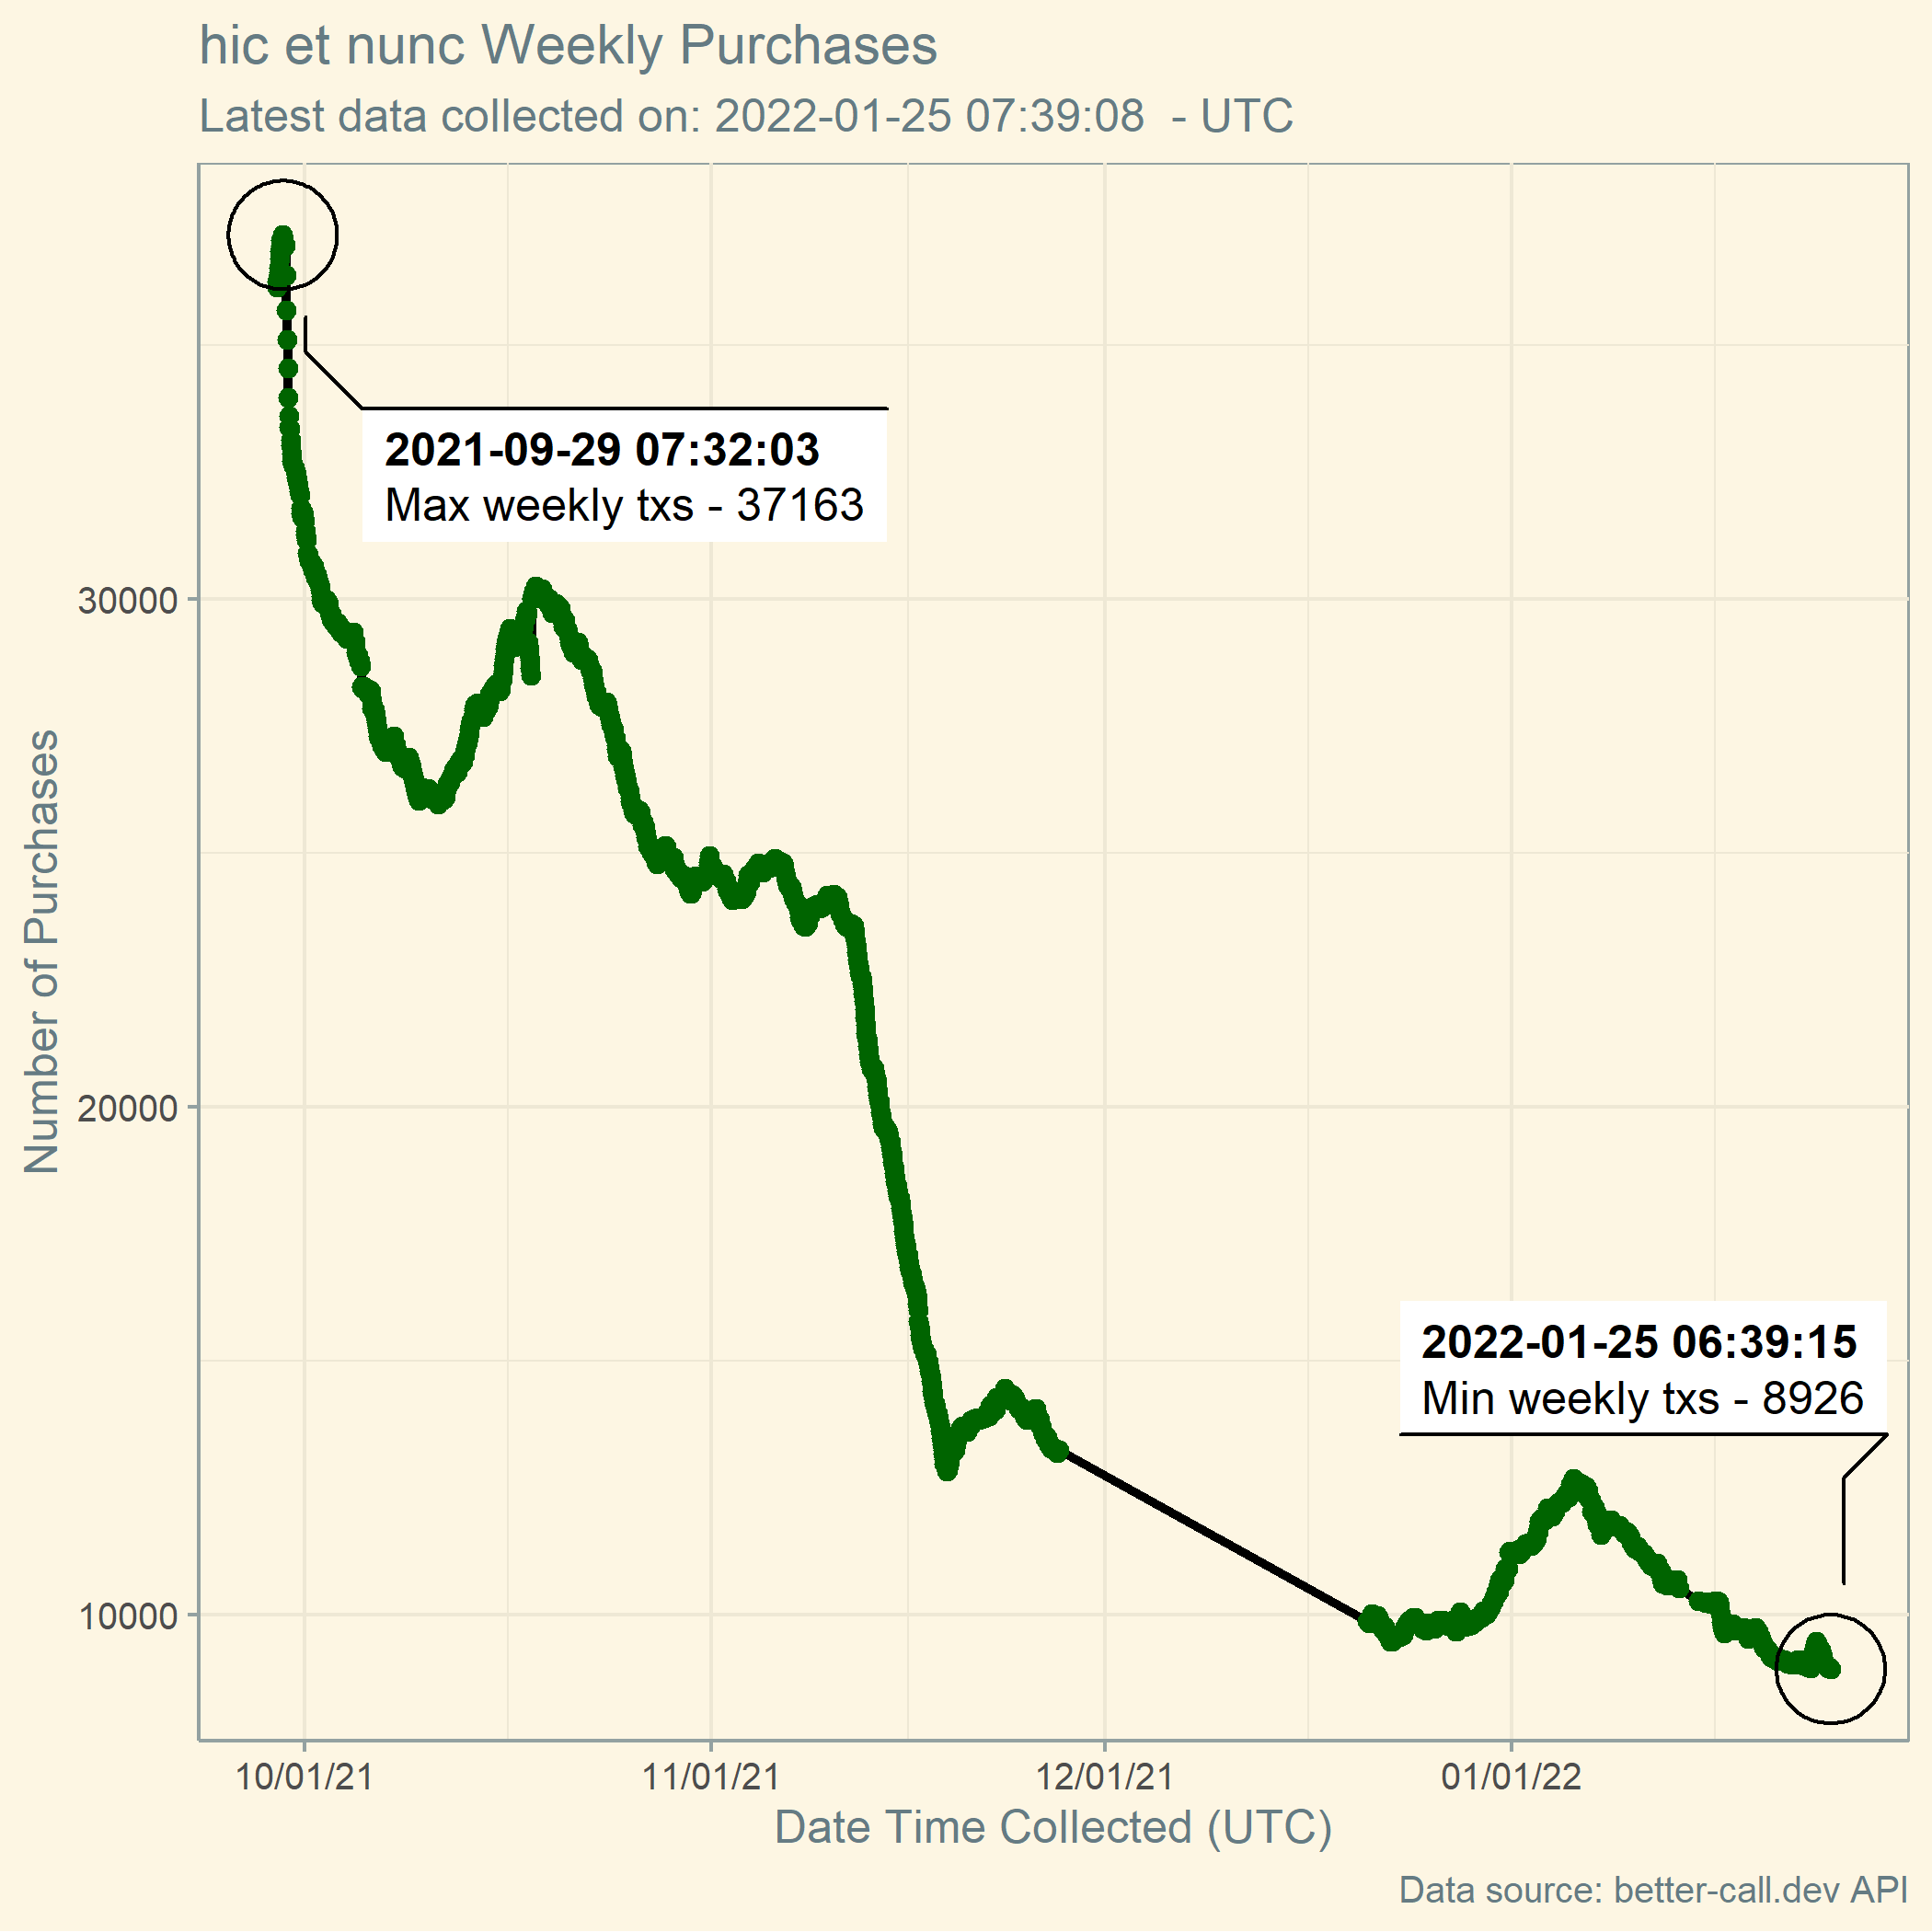 hic et nunc Weekly Purchases
Latest data collected on: 2022-01-25 07:39:08  - UTC
2021-09-29 07:32:03
Max weekly txs - 37163
30000
20000
10000
Number of Purchases
2022-01-25 06:39:15
Min weekly txs - 8926
10/01/21
11/01/21
12/01/21
01/01/22
Date Time Collected (UTC)
Data source: better-call.dev API